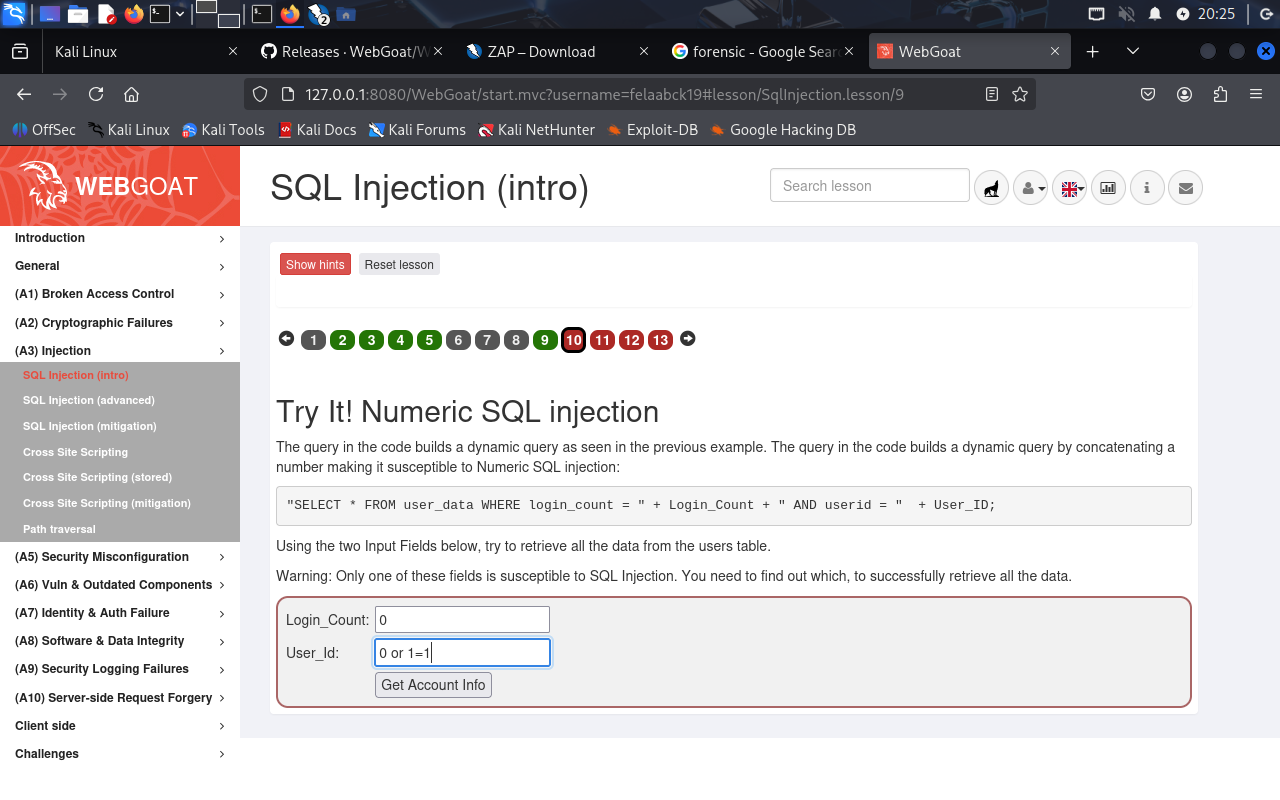 20:25
Kali Linux
Releases · WebGoat/W
ZAP – Download
forensic - Google Sear
WebGoat
127.0.0.1:8080/WebGoat/start.mvc?username=felaabck19#lesson/SqlInjection.lesson/9
OffSec
Kali Linux
Kali Tools
Kali Docs
Kali Forums
Kali NetHunter
Exploit-DB
Google Hacking DB
WEBGOAT
SQL Injection (intro)
Search lesson
Introduction
General
(A1) Broken Access Control
(A2) Cryptographic Failures
(A3) Injection
SQL Injection (intro)
SQL Injection (advanced)
SQL Injection (mitigation)
Cross Site Scripting
Cross Site Scripting (stored)
Cross Site Scripting (mitigation)
Path traversal
(A5) Security Misconfiguration
(A6) Vuln & Outdated Components
(A7) Identity & Auth Failure
(A8) Software & Data Integrity
(A9) Security Logging Failures
(A10) Server-side Request Forgery
Client side
Challenges
Show hints
Reset lesson
1 2 3 4 5 6 7 8 9 10 11 12 13
Try It! Numeric SQL injection
The query in the code builds a dynamic query as seen in the previous example. The query in the code builds a dynamic query by concatenating a
number making it susceptible to Numeric SQL injection:
"SELECT * FROM user_data WHERE login_count = " + Login_Count + " AND userid = "  + User_ID;
Using the two Input Fields below, try to retrieve all the data from the users table.
Warning: Only one of these fields is susceptible to SQL Injection. You need to find out which, to successfully retrieve all the data.
Login_Count: 0
User_Id: 0 or 1=1
Get Account Info